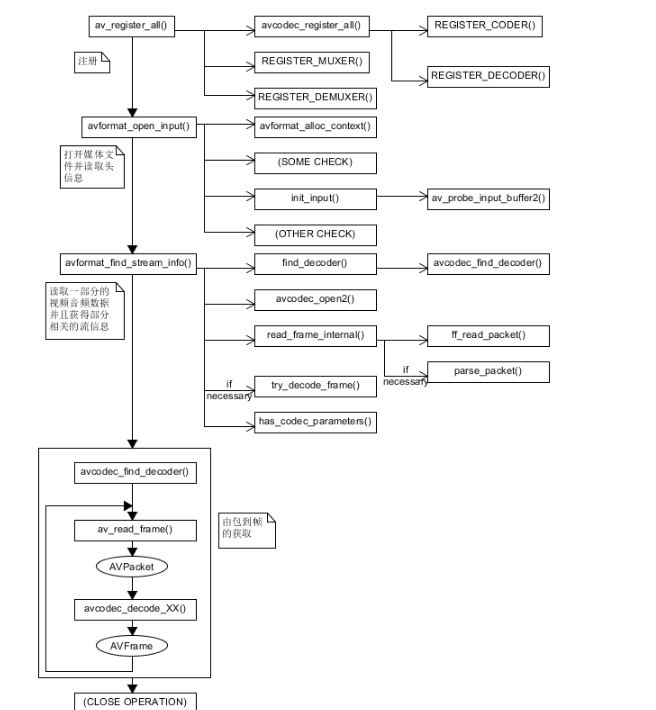 av_register_all()
avcodec_register_all()
REGISTER_CODER()
注册
REGISTER_MUXER()
REGISTER_DECODER()
REGISTER_DEMUXER()
avformat_open_input()
avformat_alloc_context()
打开媒体文
件并读取头
信息
(SOME CHECK)
init_input()
av_probe_input_buffer2()
(OTHER CHECK)
avformat_find_stream_info()
find_decoder()
avcodec_find_decoder()
读取一部分的
视频音频数据
并且获得部分
相关的流信息
avcodec_open2()
read_frame_internal()
ff_read_packet()
if
necessary
parse_packet()
if
necessary
try_decode_frame()
has_codec_parameters()
avcodec_find_decoder()
av_read_frame()
由包到帧
的获取
AVPacket
avcodec_decode_XX()
AVFrame
(CLOSE OPERATION)